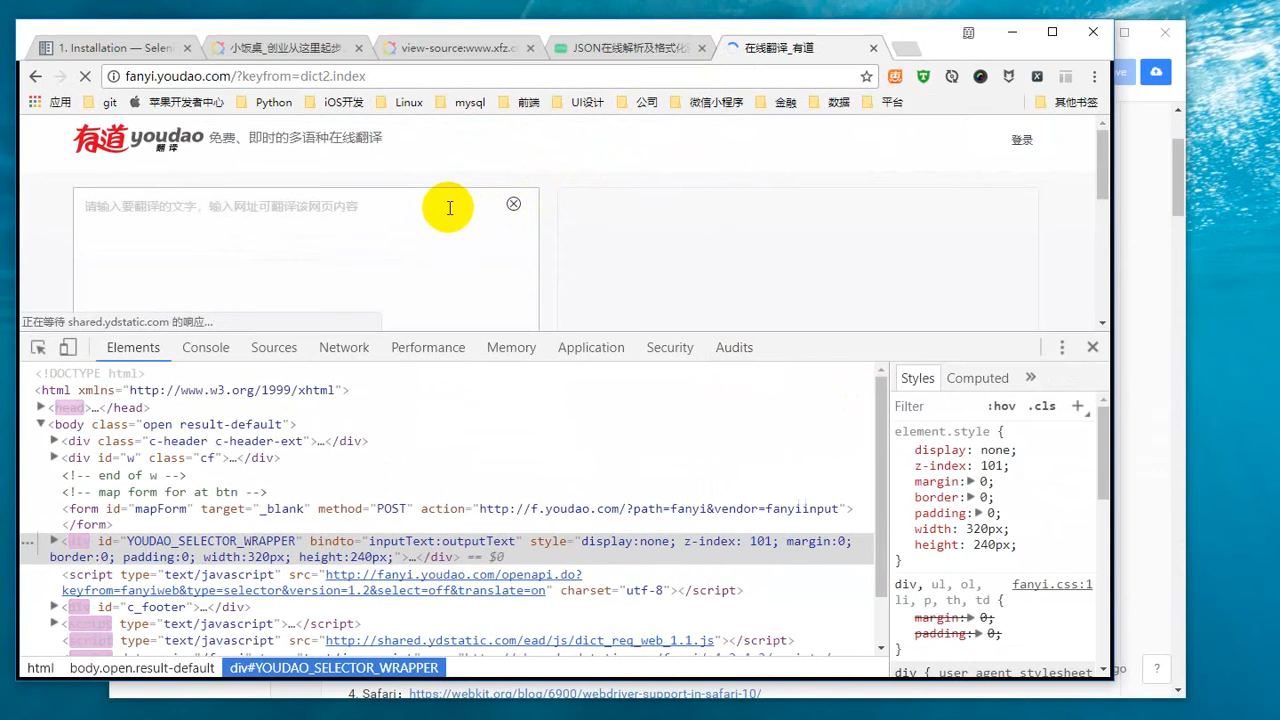 1. Installation — Selen
小饭桌_创业从这里起步
view-source:www.xfz.c
JSON在线解析及格式化
在线翻译_有道
fanyi.youdao.com/?keyfrom=dict2.index
应用 git 苹果开发者中心 Python iOS开发 Linux mysql 前端 UI设计 公司 微信小程序 金融 数据 平台 其他书签
有道 youdao 翻译 免费、即时的多语种在线翻译
登录
请输入要翻译的文字，输入网址可翻译该网页内容
正在等待 shared.ydstatic.com 的响应...
Elements Console Sources Network Performance Memory Application Security Audits
<!DOCTYPE html>
<html xmlns="http://www.w3.org/1999/xhtml">
<head>…</head>
<body class="open result-default">
<div class="c-header c-header-ext">…</div>
<div id="w" class="cf">…</div>
<!-- end of w -->
<!-- map form for at btn -->
<form id="mapForm" target="_blank" method="POST" action="http://f.youdao.com/?path=fanyi&vendor=fanyiinput">
</form>
<div id="YOUDAO_SELECTOR_WRAPPER" bindto="inputText:outputText" style="display:none; z-index: 101; margin:0;
border:0; padding:0; width:320px; height:240px;">…</div> == $0
<script type="text/javascript" src="http://fanyi.youdao.com/openapi.do?
keyfrom=fanyiweb&type=selector&version=1.2&select=off&translate=on" charset="utf-8"></script>
<div id="c_footer">…</div>
<script type="text/javascript">…</script>
<script type="text/javascript" src="http://shared.ydstatic.com/ead/js/dict_req_web_1.1.js"></script>
html body.open.result-default div#YOUDAO_SELECTOR_WRAPPER
Styles Computed »
Filter :hov .cls +
element.style {
display: none;
z-index: 101;
margin: 0;
border: 0;
padding: 0;
width: 320px;
height: 240px;
}
div, ul, ol, fanyi.css:1
li, p, th, td {
margin: 0;
padding: 0;
}
div { user agent stylesheet
4. Safari： https://webkit.org/blog/6900/webdriver-support-in-safari-10/